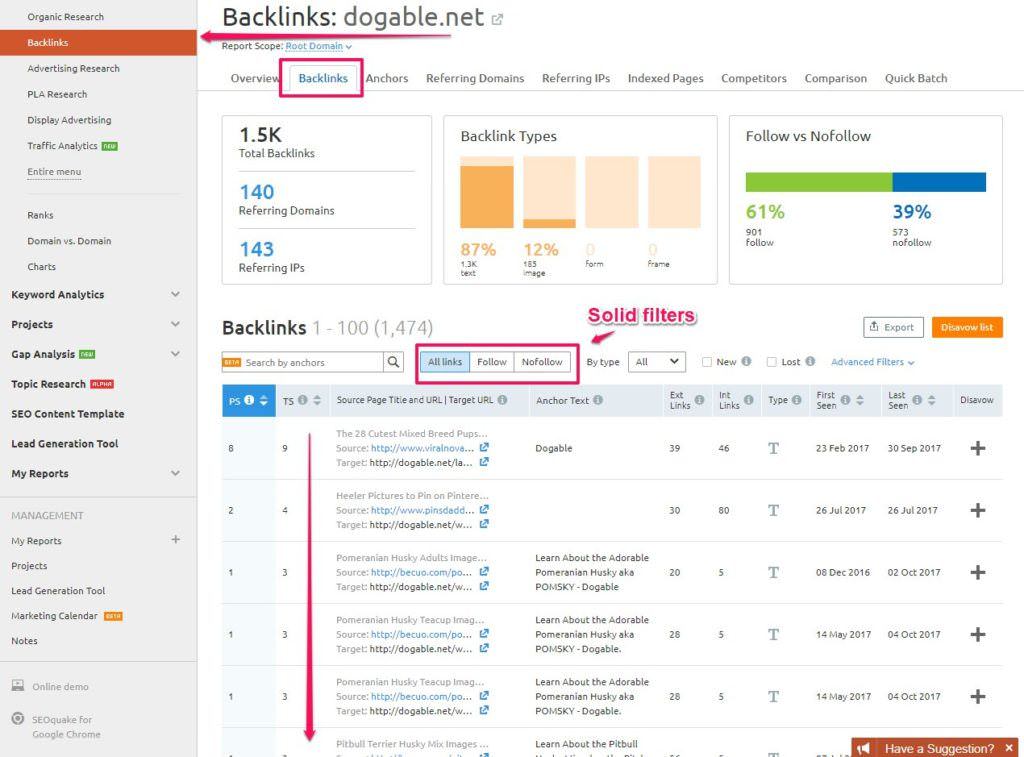 Organic Research
Backlinks
Advertising Research
PLA Research
Display Advertising
Traffic Analytics NEW
Entire menu
Ranks
Domain vs. Domain
Charts
Keyword Analytics
Projects
Gap Analysis NEW
Topic Research ALPHA
SEO Content Template
Lead Generation Tool
My Reports
MANAGEMENT
My Reports +
Projects
Lead Generation Tool
Marketing Calendar BETA
Notes
Online demo
SEOquake for
Google Chrome
Backlinks: dogable.net
Report Scope: Root Domain
Overview Backlinks Anchors Referring Domains Referring IPs Indexed Pages Competitors Comparison Quick Batch
1.5K
Total Backlinks
140
Referring Domains
143
Referring IPs
Backlink Types
87% 12% 0 0
1.3K 185 form frame
text image
Follow vs Nofollow
61% 39%
901 573
follow nofollow
Solid filters
Backlinks 1 - 100 (1,474)
Export Disavow list
BETA Search by anchors All links Follow Nofollow By type All New Lost Advanced Filters
PS TS Source Page Title and URL | Target URL Anchor Text Ext Links Int Links Type First Seen Last Seen Disavow
The 28 Cutest Mixed Breed Pups...
8 9 Source: http://www.viralnova... Dogable 39 46 T 23 Feb 2017 30 Sep 2017 +
Target: http://dogable.net/la...
Heeler Pictures to Pin on Pintere...
2 4 Source: http://www.pinsdadd... 30 80 T 26 Jul 2017 26 Jul 2017 +
Target: http://dogable.net/w...
Pomeranian Husky Adults Image... Learn About the Adorable
1 3 Source: http://becuo.com/po... Pomeranian Husky aka 20 5 T 08 Dec 2016 02 Oct 2017 +
Target: http://dogable.net/w... POMSKY - Dogable
Pomeranian Husky Teacup Imag... Learn About the Adorable
1 3 Source: http://becuo.com/po... Pomeranian Husky aka 28 5 T 14 May 2017 04 Oct 2017 +
Target: http://dogable.net/w... POMSKY - Dogable.
Pomeranian Husky Teacup Imag... Learn About the Adorable
1 3 Source: http://becuo.com/po... Pomeranian Husky aka 28 5 T 14 May 2017 04 Oct 2017 +
Target: http://dogable.net/w... POMSKY - Dogable.
Pitbull Terrier Husky Mix Images ... Learn About the Pitbull
Have a Suggestion? ×